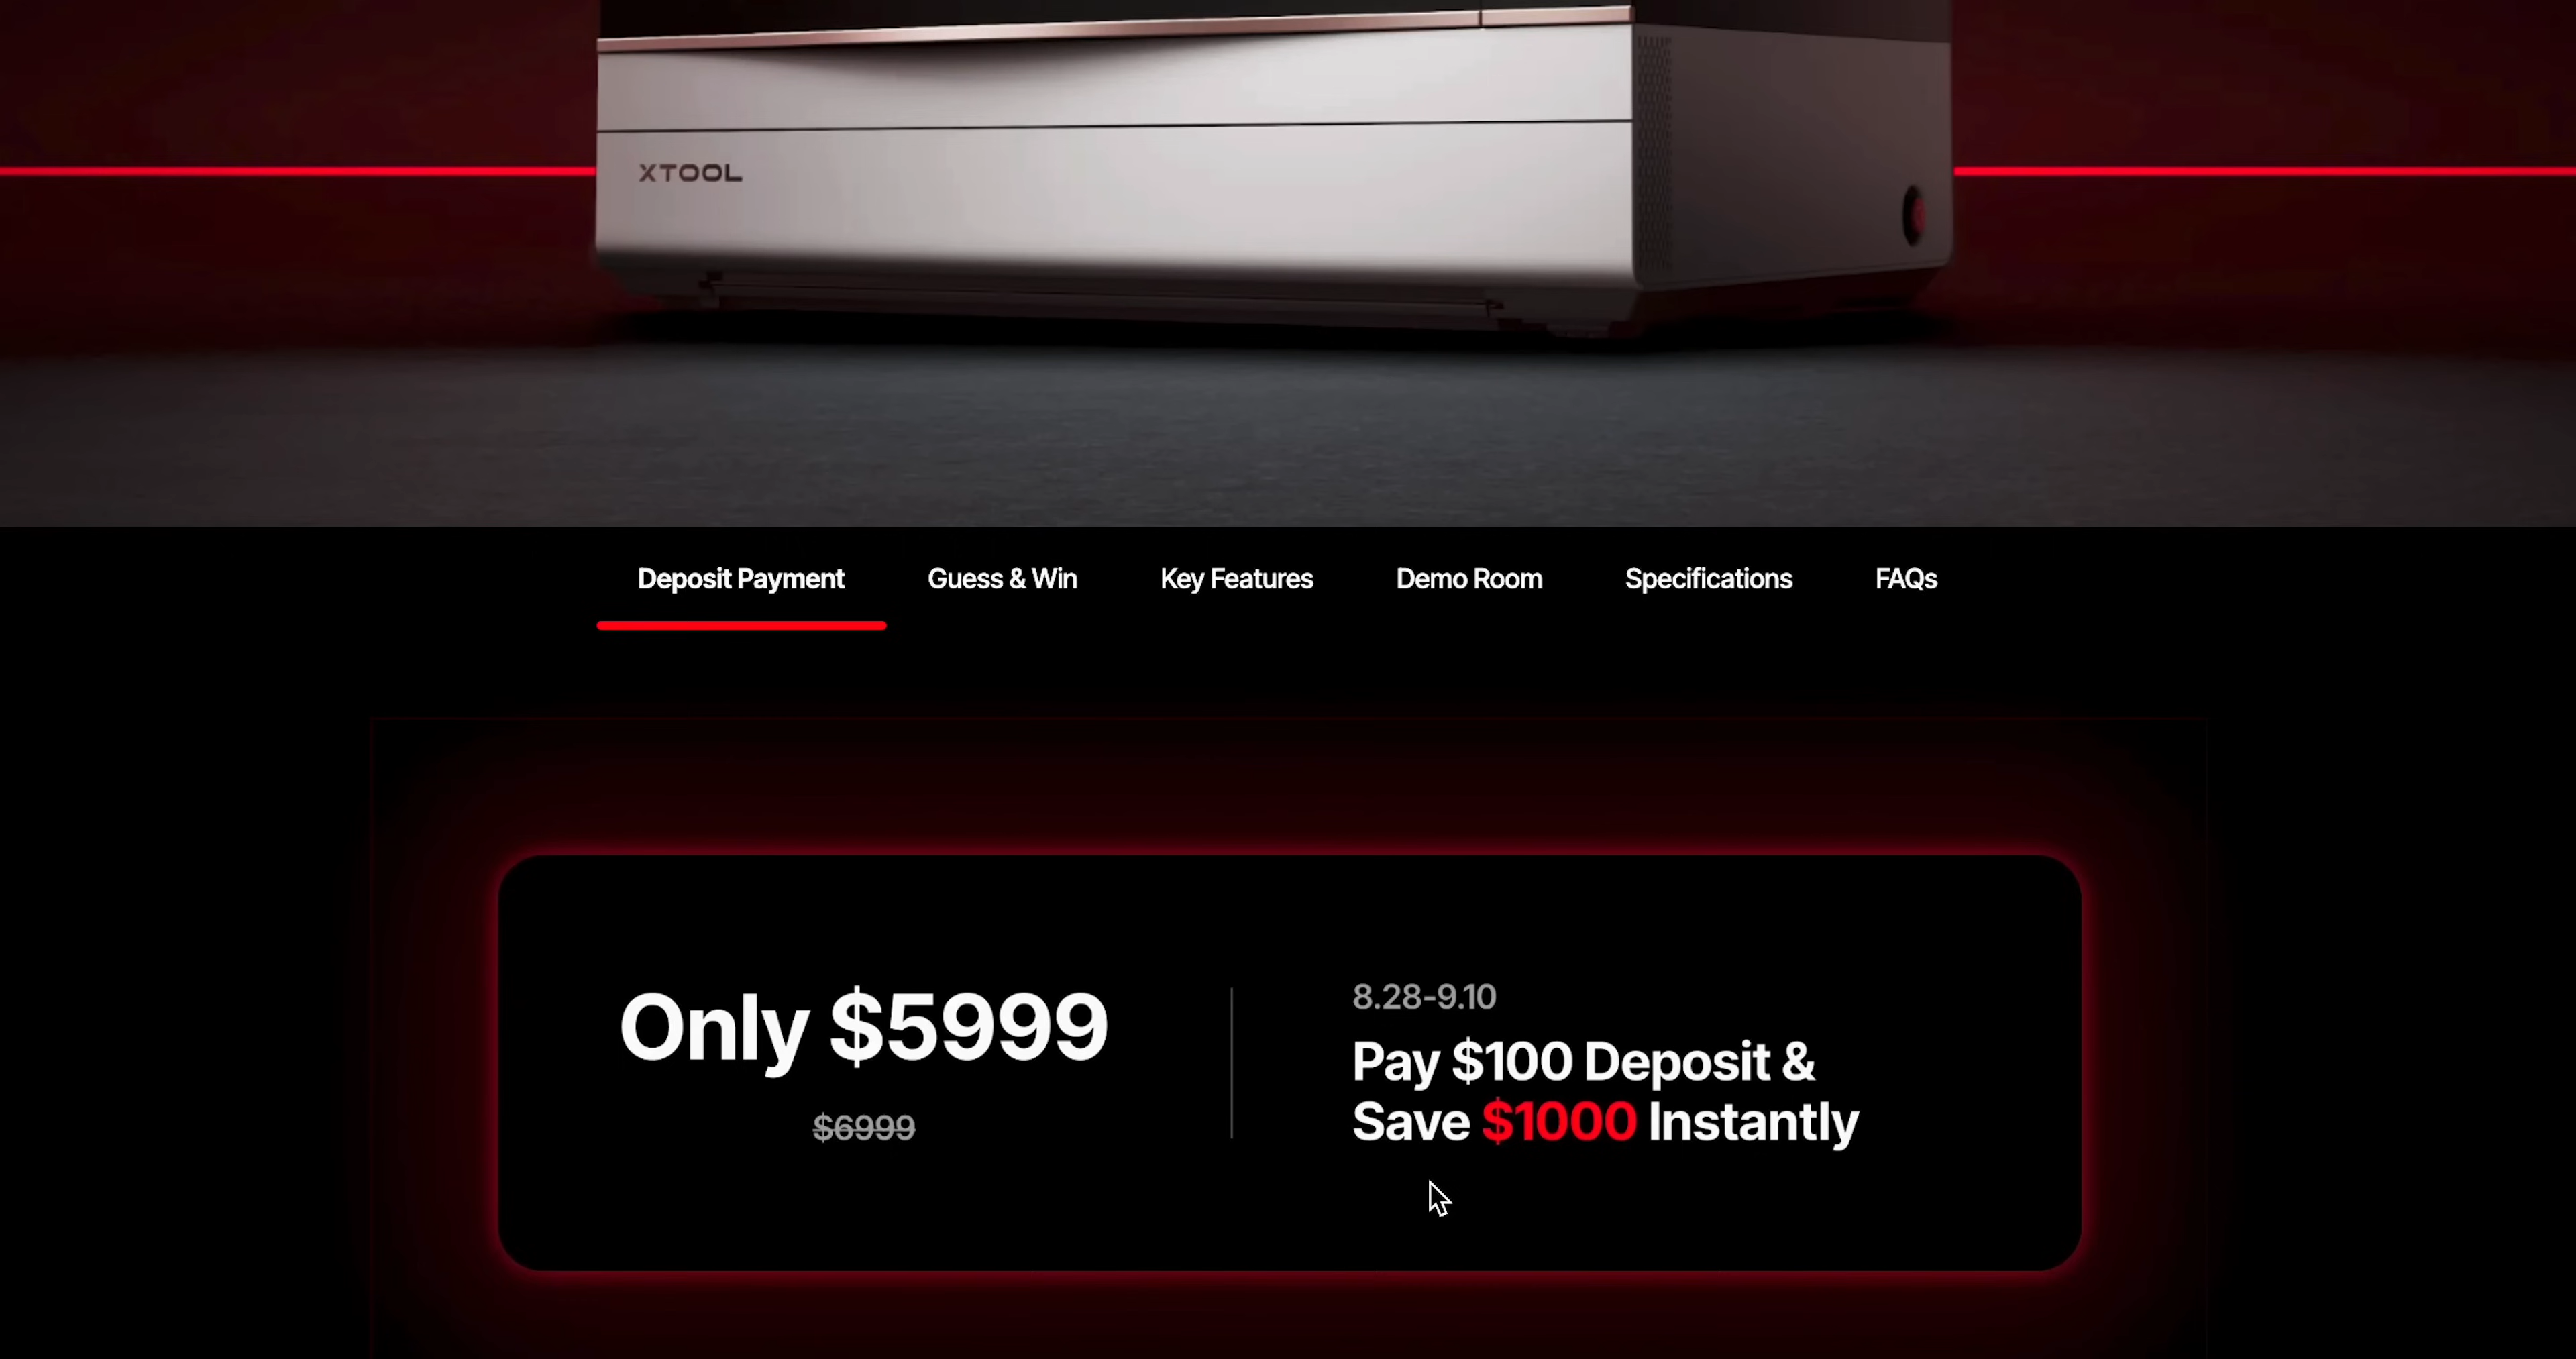 XTOOL
Deposit Payment
Guess & Win
Key Features
Demo Room
Specifications
FAQs
Only $5999
$6999
8.28-9.10
Pay $100 Deposit &
Save $1000 Instantly